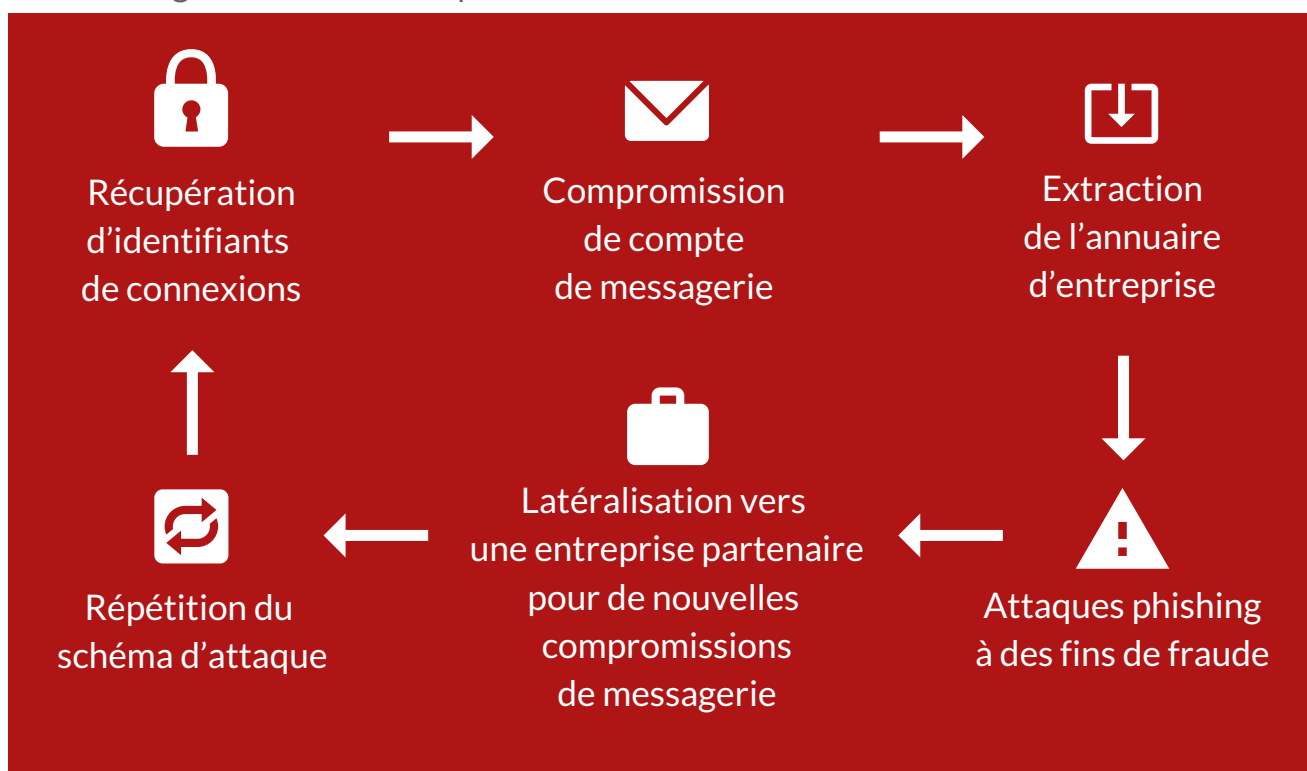 Récupération
d’identifiants
de connexions
Compromission
de compte
de messagerie
Extraction
de l’annuaire
d’entreprise
Attaques phishing
à des fins de fraude
Latéralisation vers
une entreprise partenaire
pour de nouvelles
compromissions
de messagerie
Répétition du
schéma d’attaque